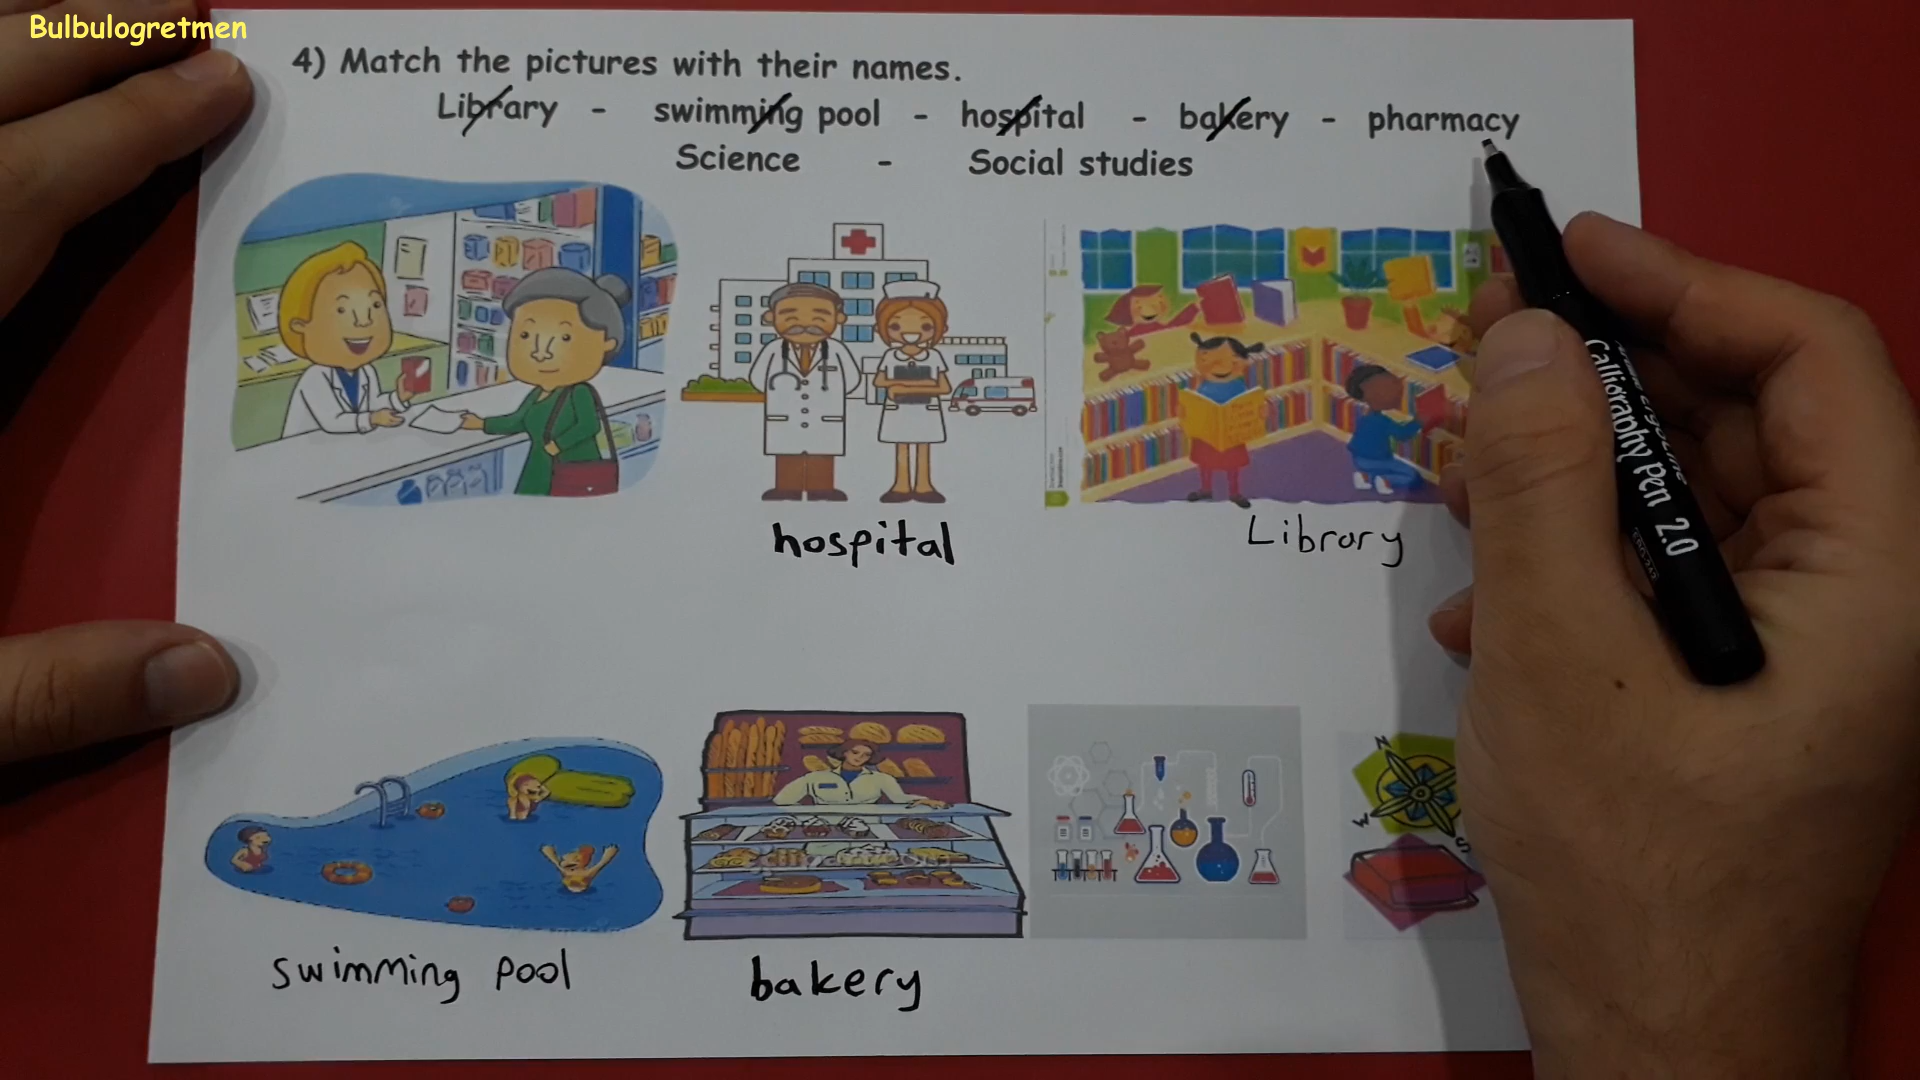 Bulbulogretmen
4) Match the pictures with their names.
Library - swimming pool - hospital - bakery - pharmacy
Science - Social studies
hospital
Library
swimming pool
bakery
Calligraphy Pen 2.0